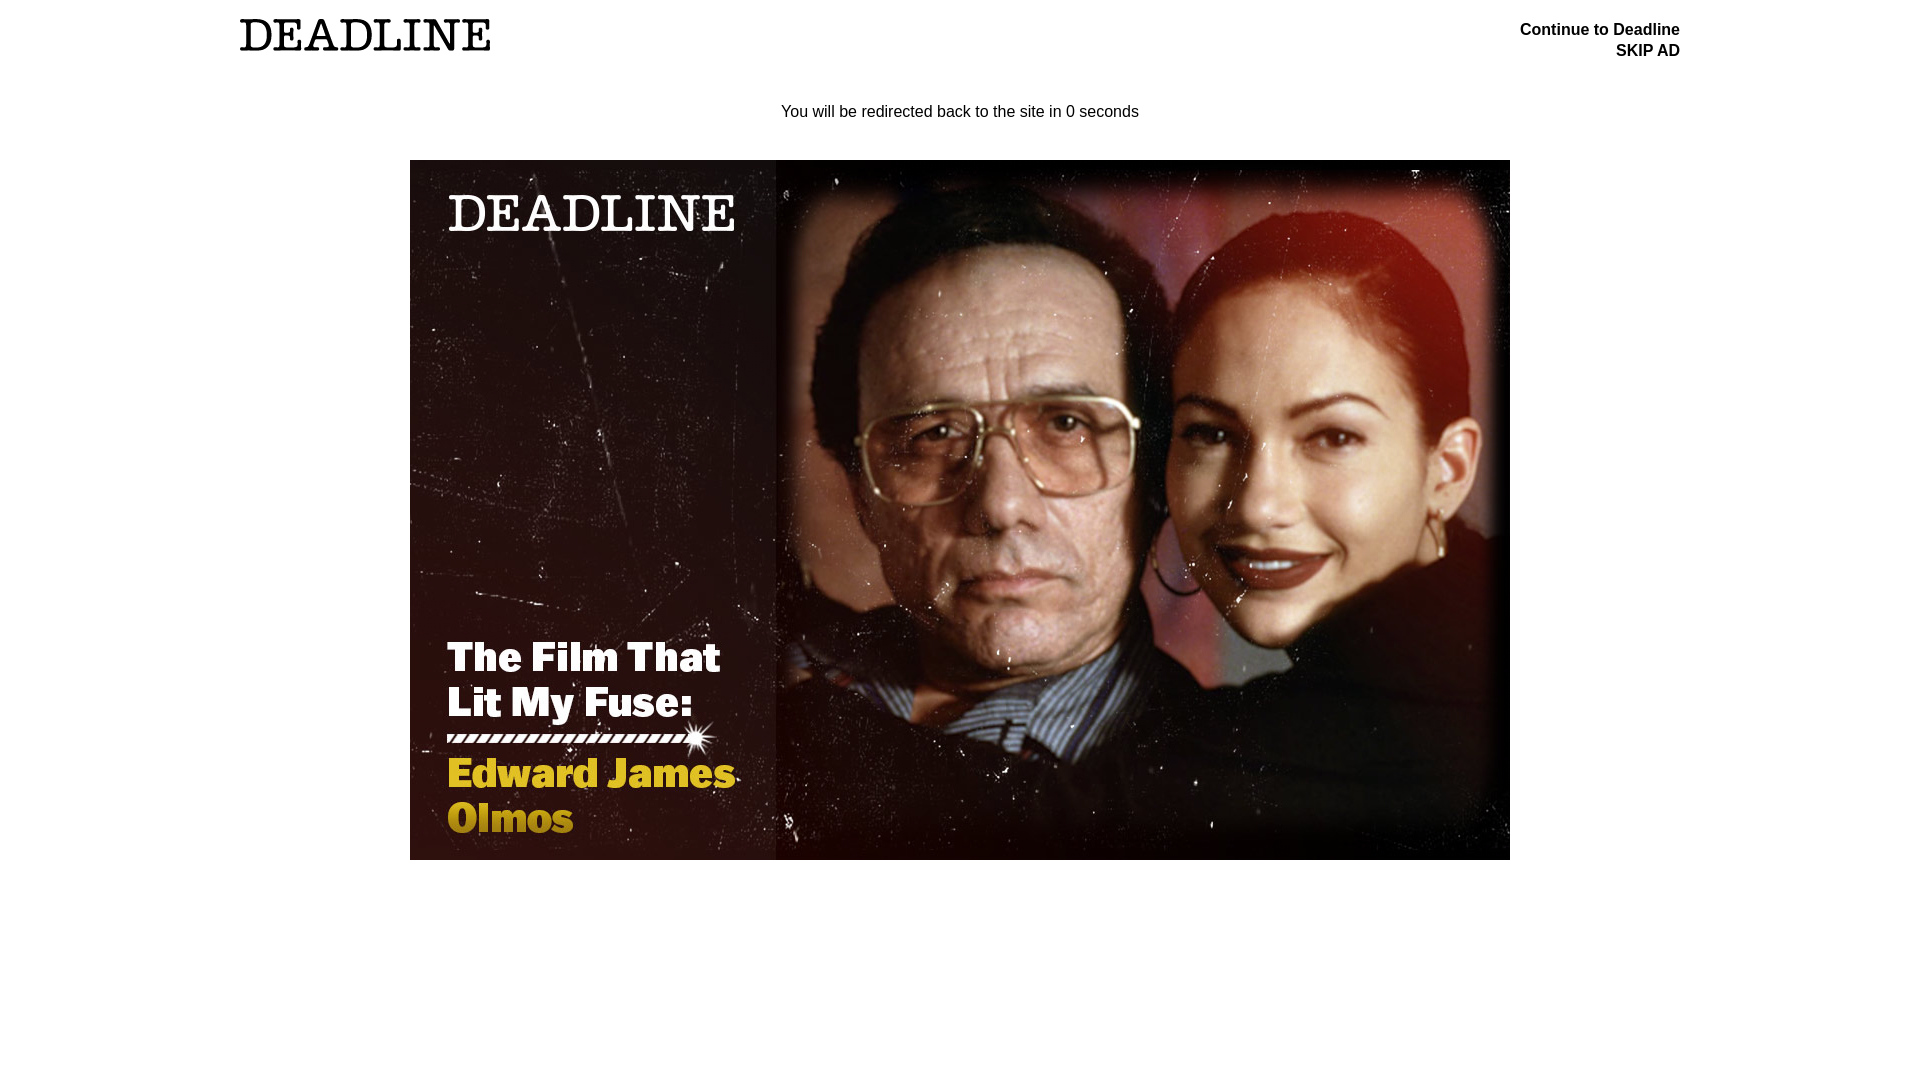 DEADLINE
Continue to Deadline
SKIP AD
You will be redirected back to the site in 0 seconds
DEADLINE
The Film That
Lit My Fuse:
Edward James
Olmos